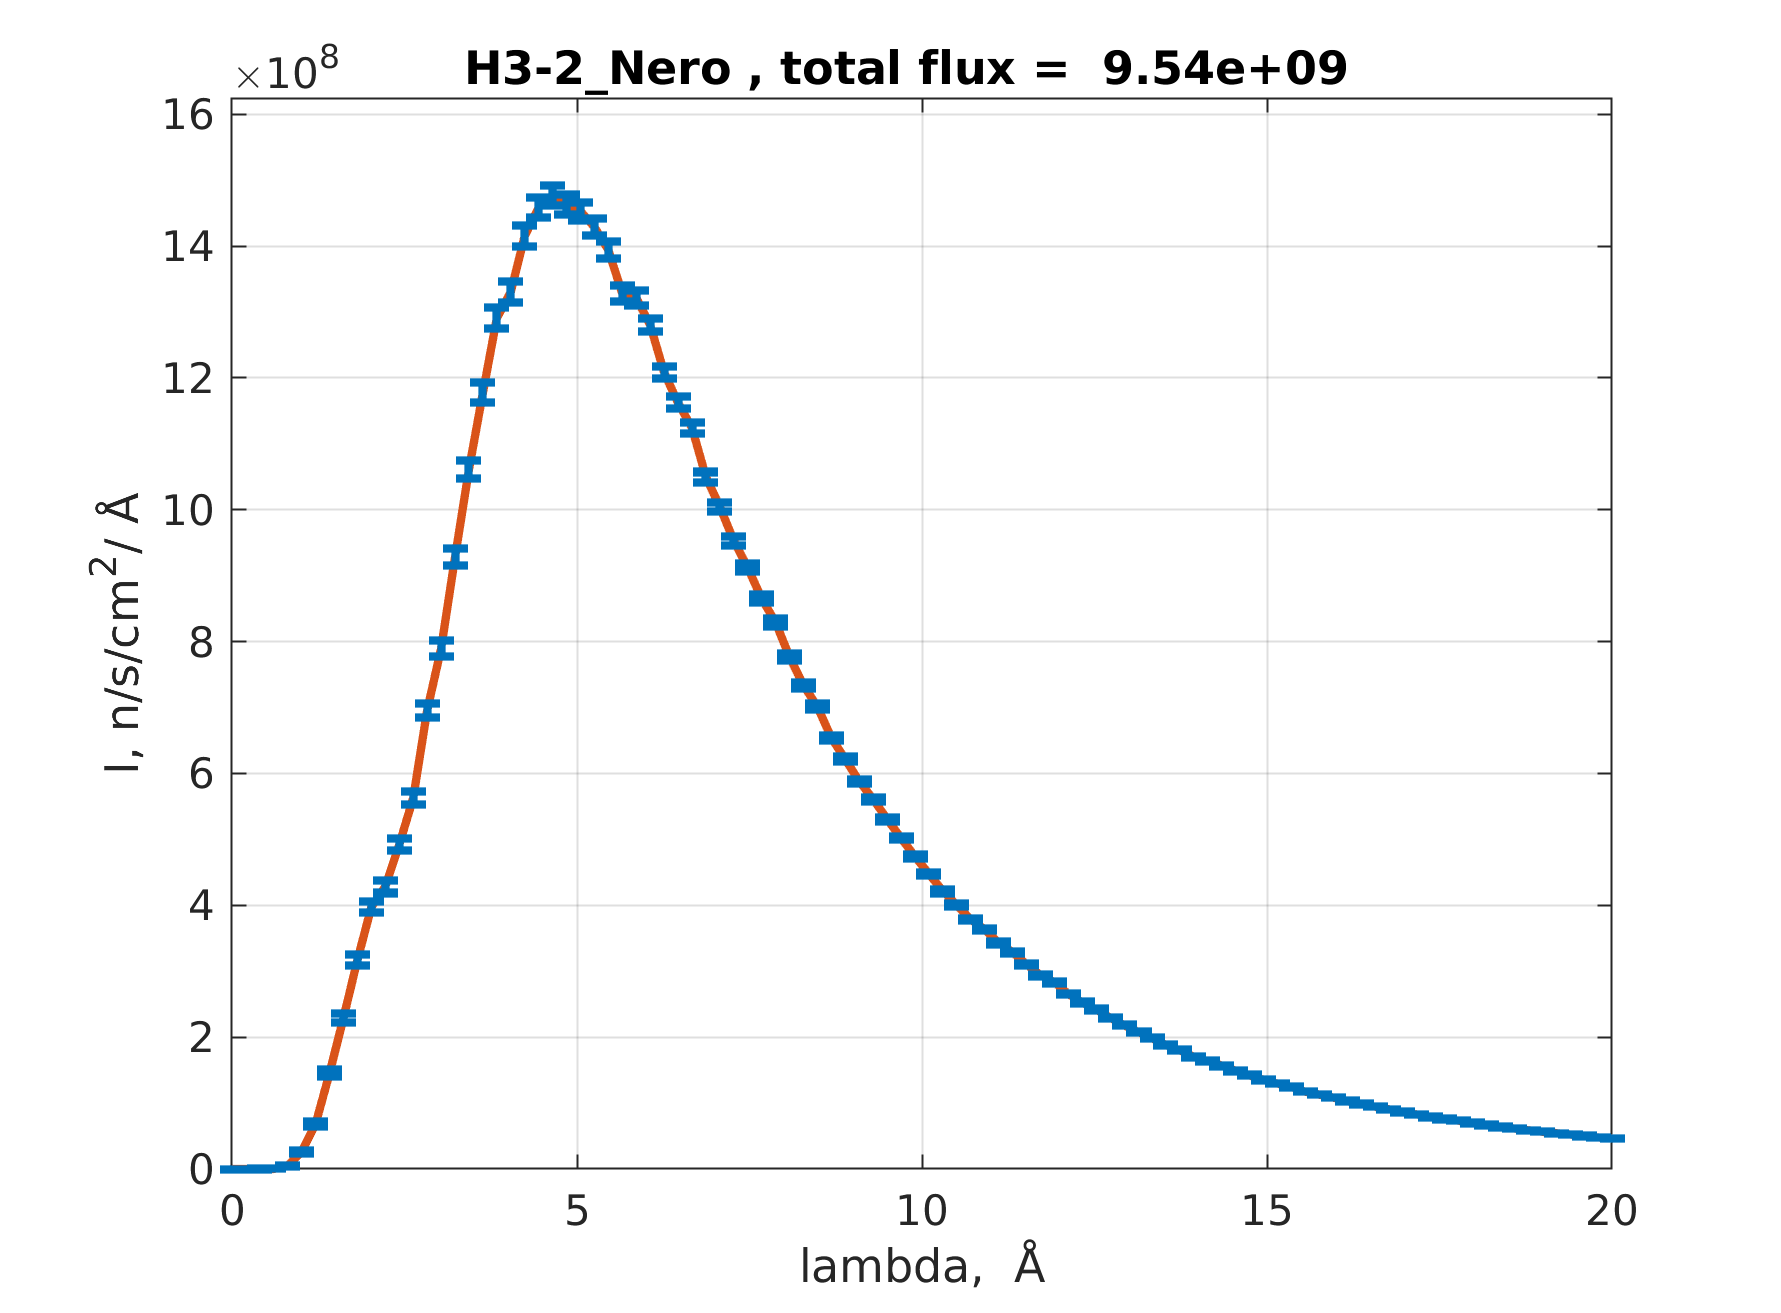 ×10^8
H3-2_Nero , total flux =  9.54e+09
16
14
12
10
8
6
4
2
0
I, n/s/cm^2/ Å
0 5 10 15 20
lambda,  Å